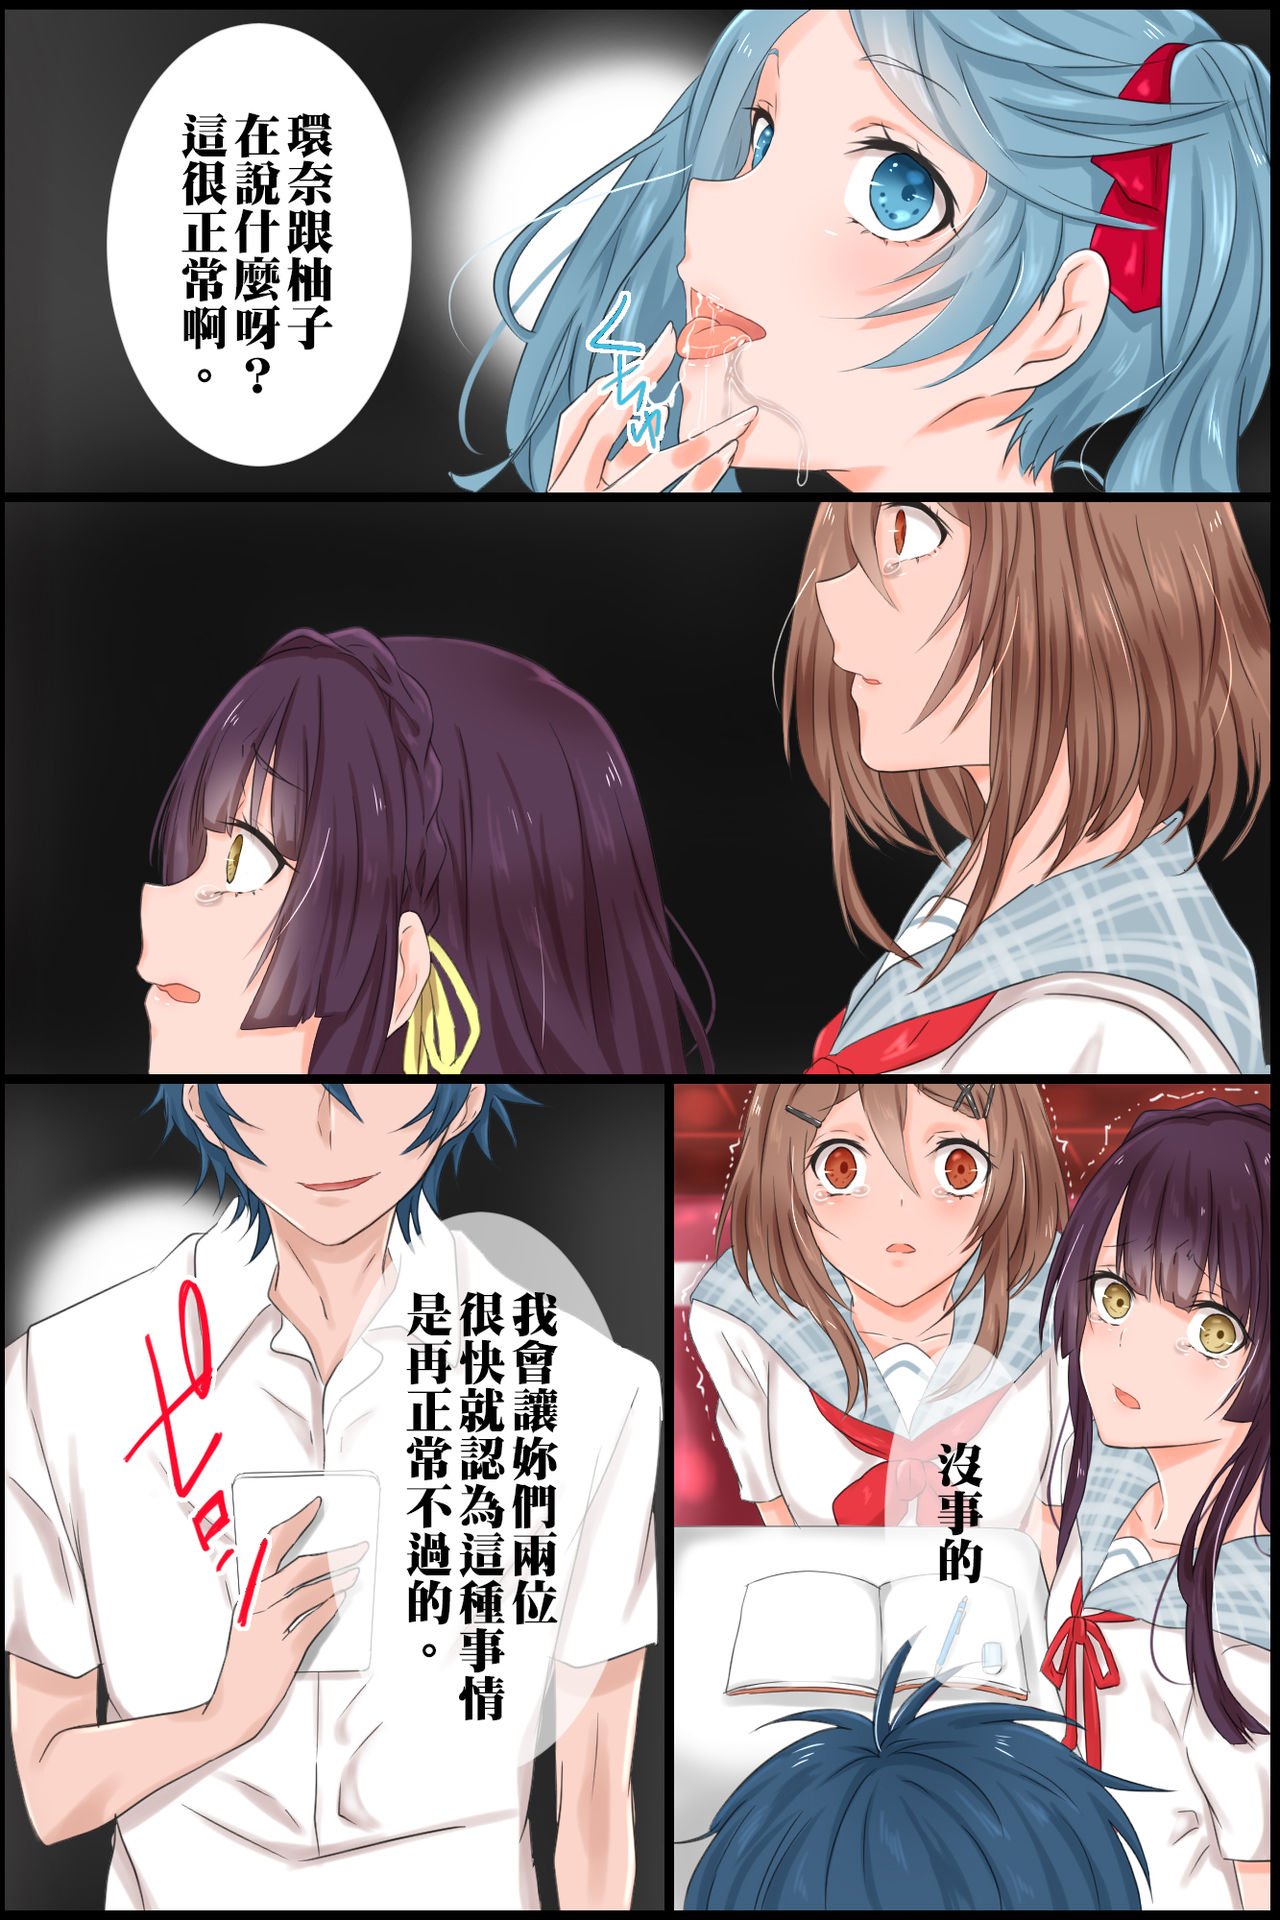 環奈跟柚子
在說什麼呀？
這很正常啊。
くちゅ
沒事的
我會讓妳們兩位
很快就認為這種事情
是再正常不過的。
ピロンッ